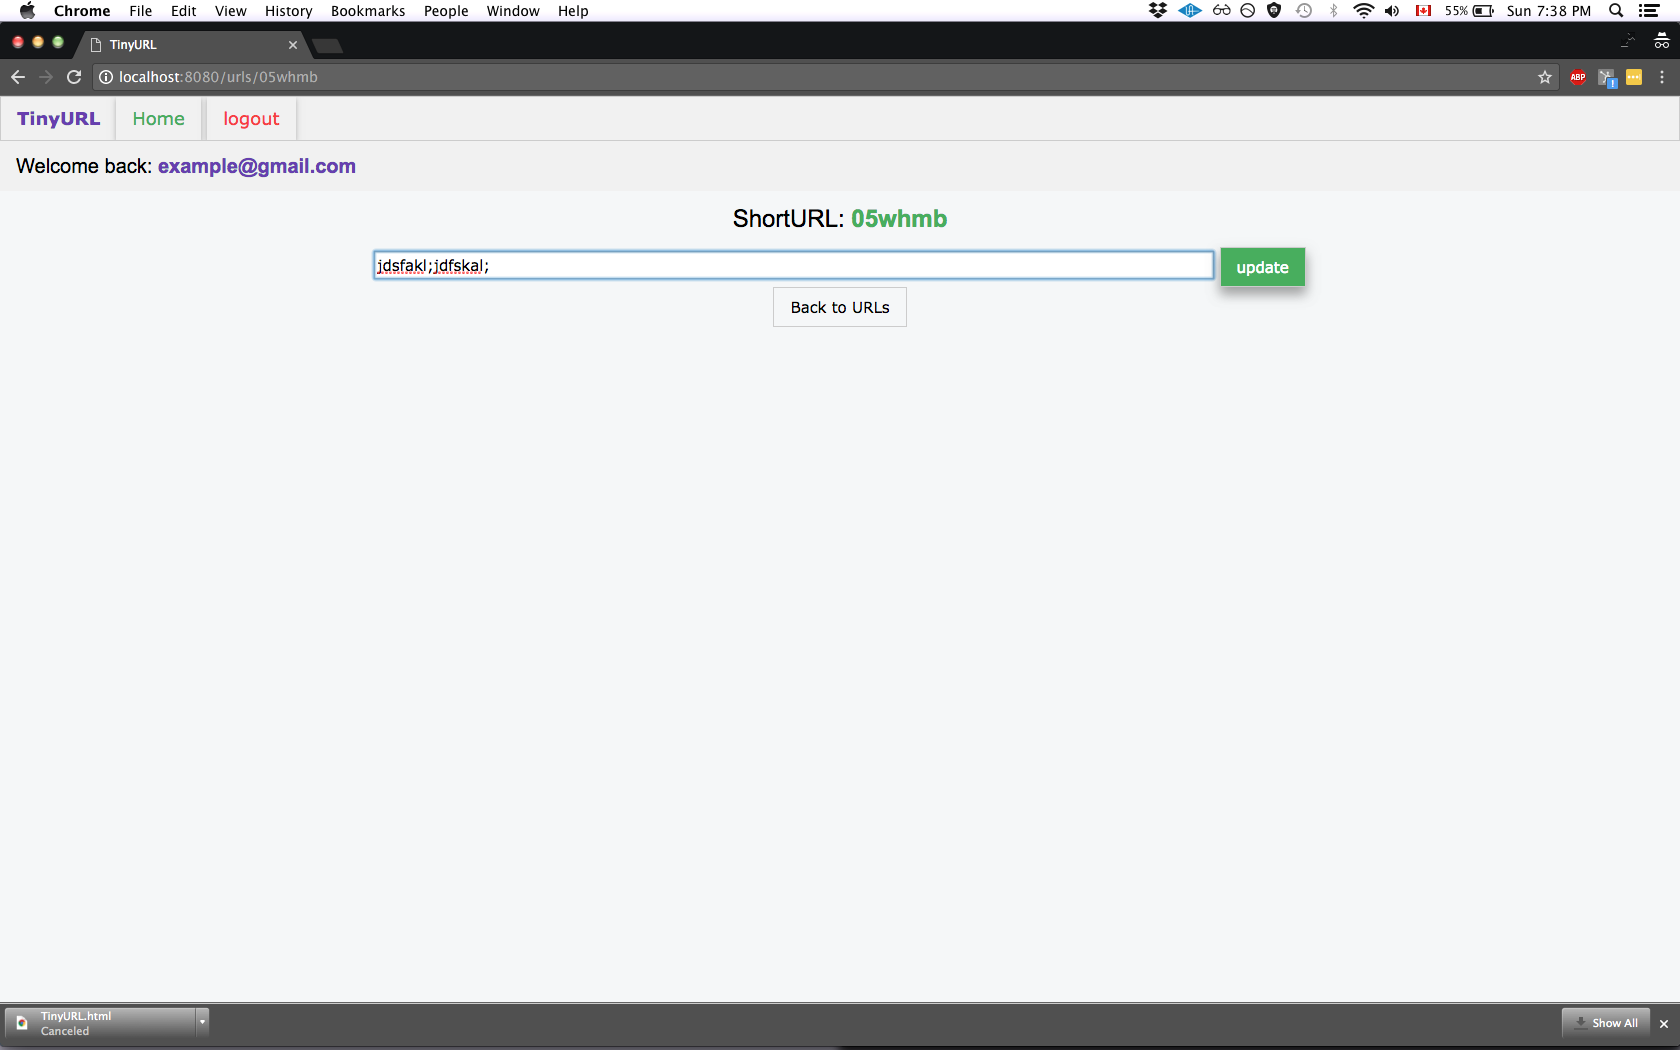 Chrome File Edit View History Bookmarks People Window Help 55% Sun 7:38 PM
TinyURL
localhost:8080/urls/05whmb ABP 1
TinyURL Home logout
Welcome back: example@gmail.com
ShortURL: 05whmb
jdsfakl;jdfskal; update
Back to URLs
TinyURL.html
Canceled
Show All